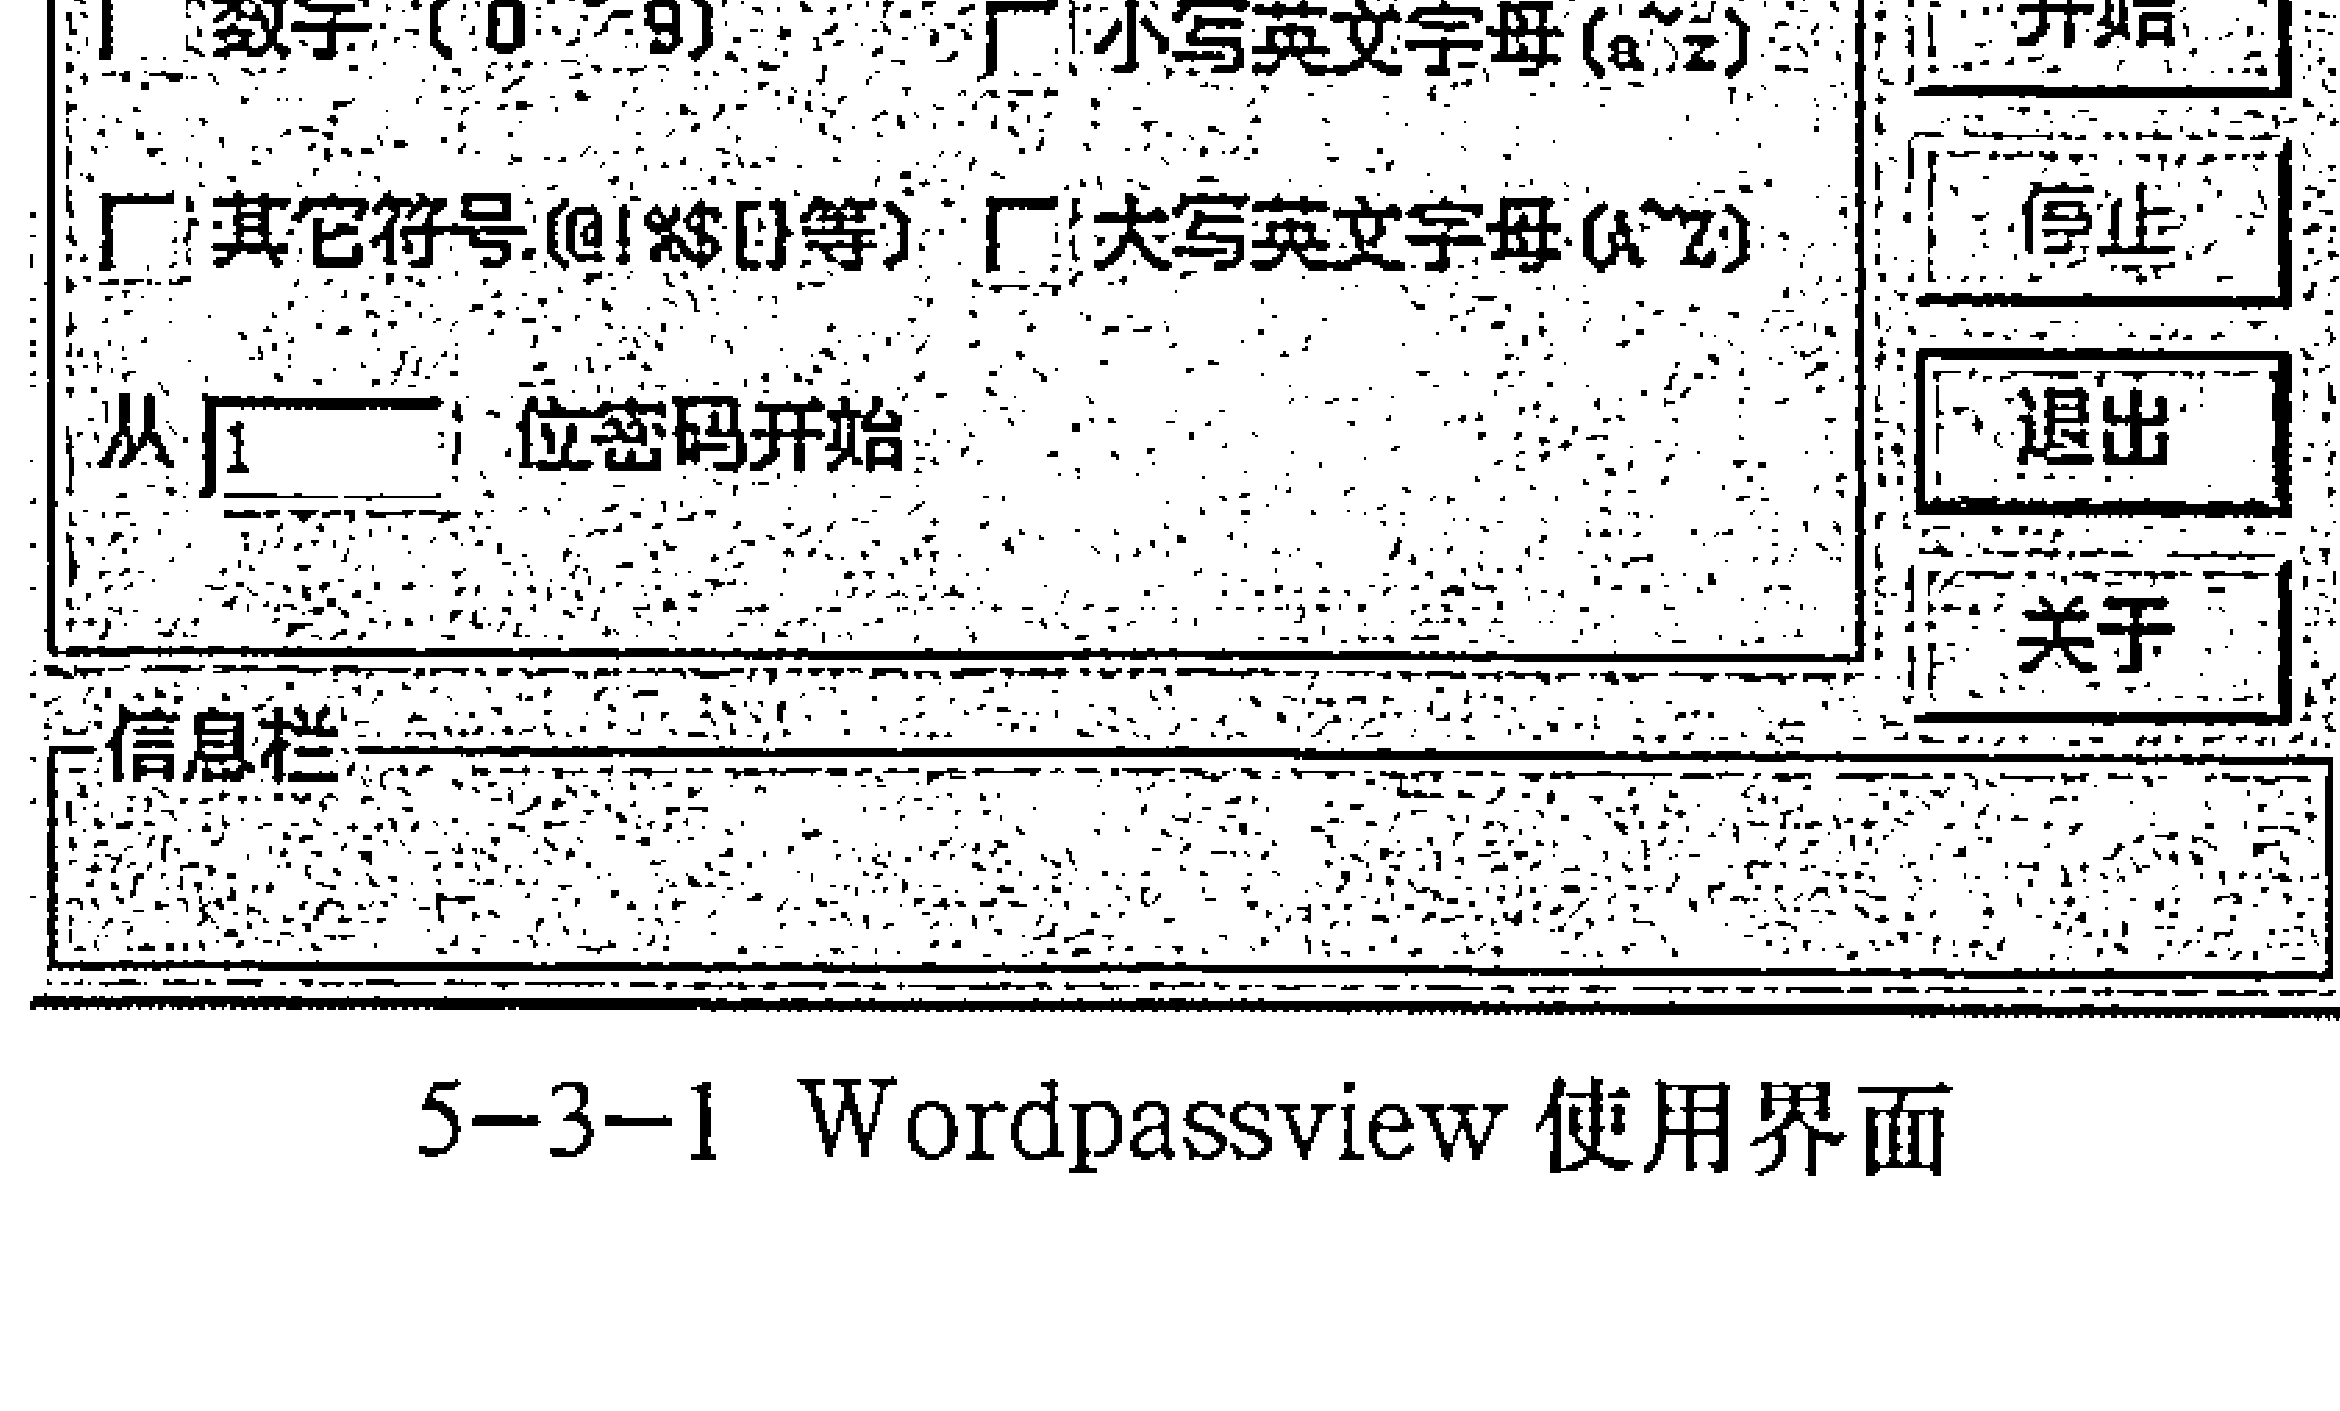 数字 (0~9) 小写英文字母(a~z) 开始
其它符号(@!%$[]等) 大写英文字母(A~Z) 停止
从 1 位密码开始 退出
关于
信息栏
5-3-1 Wordpassview 使用界面